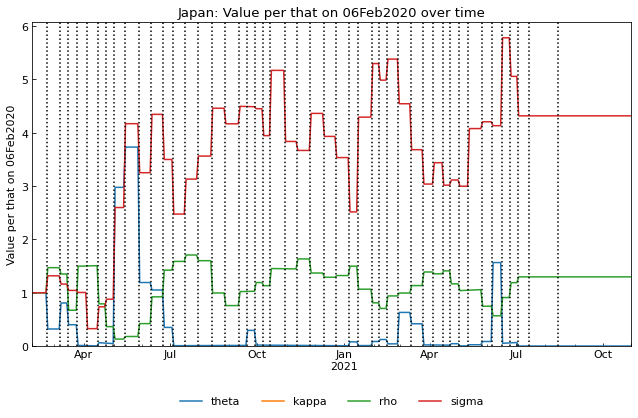 Japan: Value per that on 06Feb2020 over time
Value per that on 06Feb2020
6
5
4
3
2
1
0
Apr Jul Oct Jan Apr Jul Oct
2021
theta kappa rho sigma